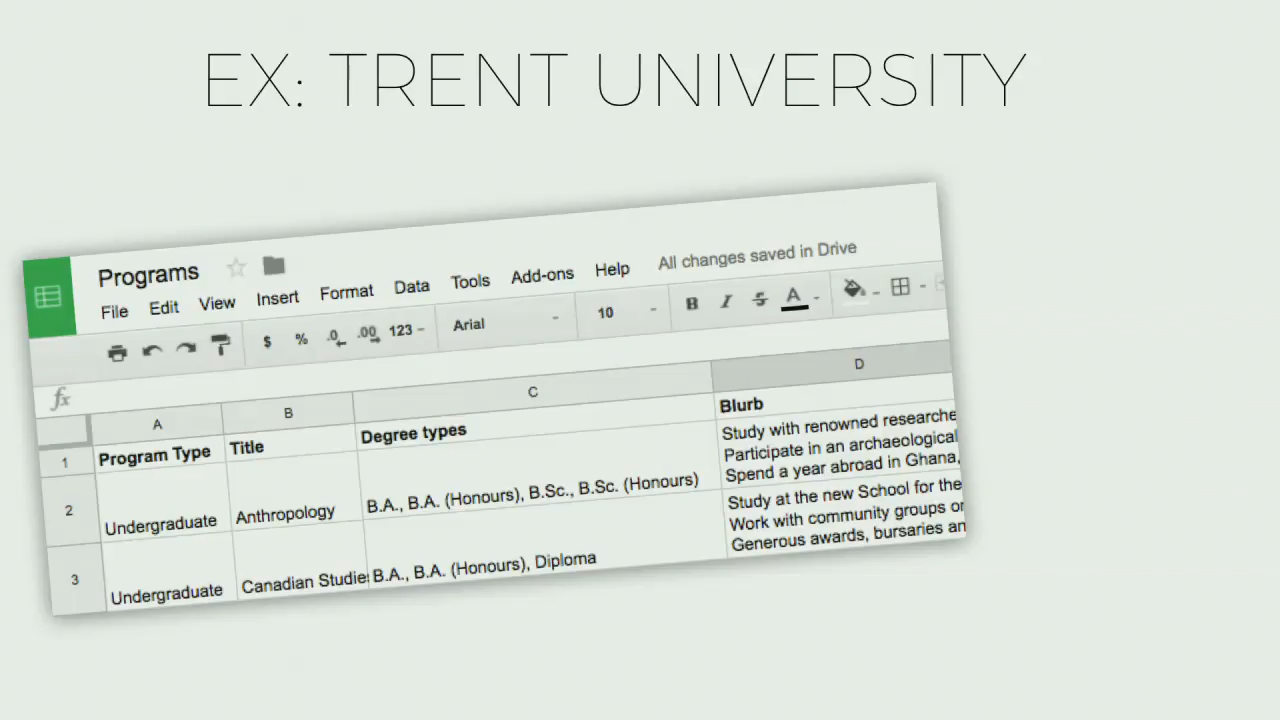 EX: TRENT UNIVERSITY
Programs
File Edit View Insert Format Data Tools Add-ons Help All changes saved in Drive
$ % .0 .00 123 Arial 10 B I S A
fx
A B C D
1 Program Type Title Degree types Blurb
2 Undergraduate Anthropology B.A., B.A. (Honours), B.Sc., B.Sc. (Honours) Study with renowned researche
Participate in an archaeological
Spend a year abroad in Ghana,
3 Undergraduate Canadian Studies B.A., B.A. (Honours), Diploma Study at the new School for the
Work with community groups or
Generous awards, bursaries an